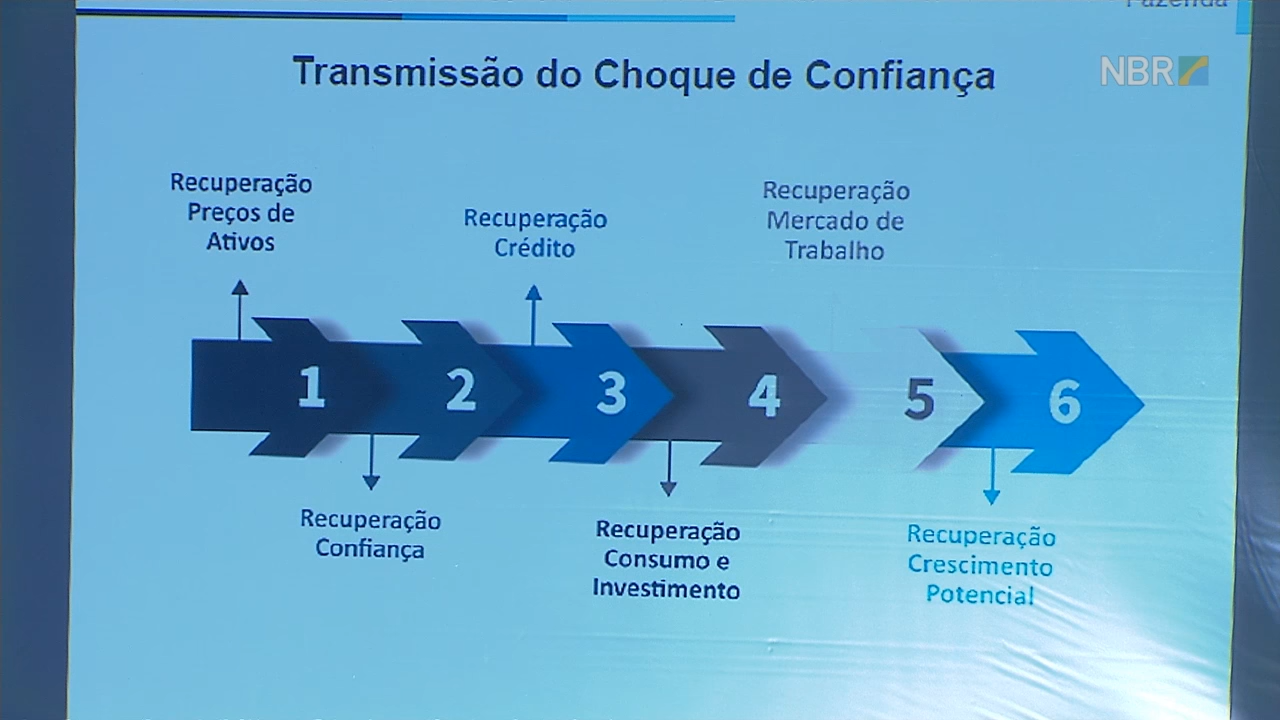 Fazenda
Transmissão do Choque de Confiança
NBR
Recuperação
Preços de
Ativos
Recuperação
Crédito
Recuperação
Mercado de
Trabalho
1
2
3
4
5
6
Recuperação
Confiança
Recuperação
Consumo e
Investimento
Recuperação
Crescimento
Potencial